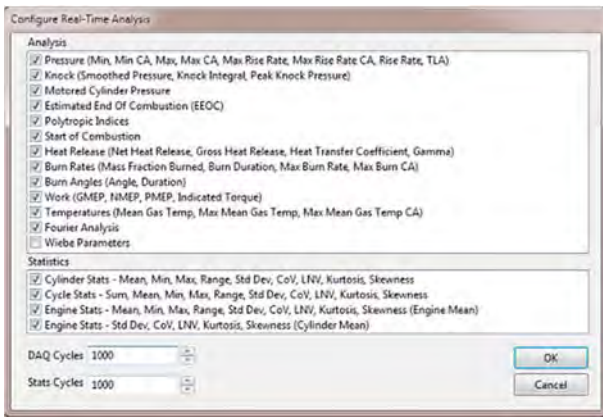 Configure Real-Time Analysis
Analysis
Pressure (Min, Min CA, Max, Max CA, Max Rise Rate, Max Rise Rate CA, Rise Rate, TLA)
Knock (Smoothed Pressure, Knock Integral, Peak Knock Pressure)
Motored Cylinder Pressure
Estimated End Of Combustion (EEOC)
Polytropic Indices
Start of Combustion
Heat Release (Net Heat Release, Gross Heat Release, Heat Transfer Coefficient, Gamma)
Burn Rates (Mass Fraction Burned, Burn Duration, Max Burn Rate, Max Burn CA)
Burn Angles (Angle, Duration)
Work (GMEP, NMEP, PMEP, Indicated Torque)
Temperatures (Mean Gas Temp, Max Mean Gas Temp, Max Mean Gas Temp CA)
Fourier Analysis
Wiebe Parameters
Statistics
Cylinder Stats - Mean, Min, Max, Range, Std Dev, CoV, LNV, Kurtosis, Skewness
Cycle Stats - Sum, Mean, Min, Max, Range, Std Dev, CoV, LNV, Kurtosis, Skewness
Engine Stats - Mean, Min, Max, Range, Std Dev, CoV, LNV, Kurtosis, Skewness (Engine Mean)
Engine Stats - Std Dev, CoV, LNV, Kurtosis, Skewness (Cylinder Mean)
DAQ Cycles 1000
OK
Stats Cycles 1000
Cancel